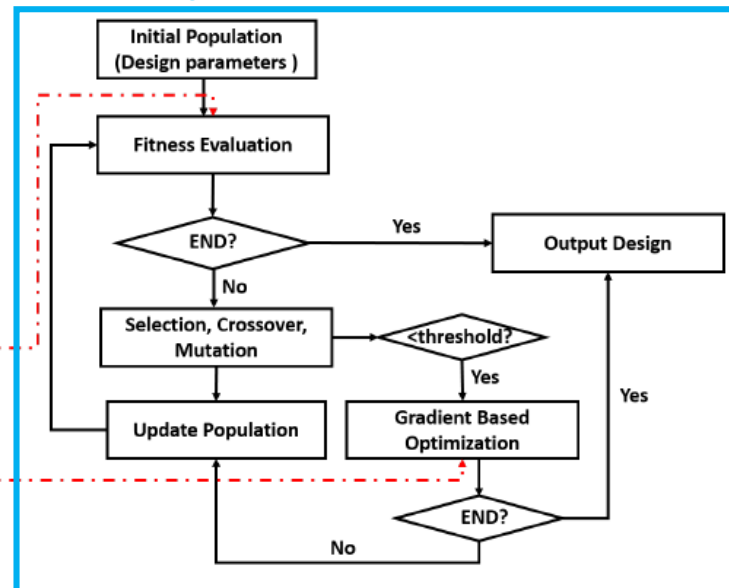 Initial Population
(Design parameters )
Fitness Evaluation
END?
Yes
Output Design
No
Selection, Crossover,
Mutation
<threshold?
Yes
Yes
Update Population
Gradient Based
Optimization
END?
No